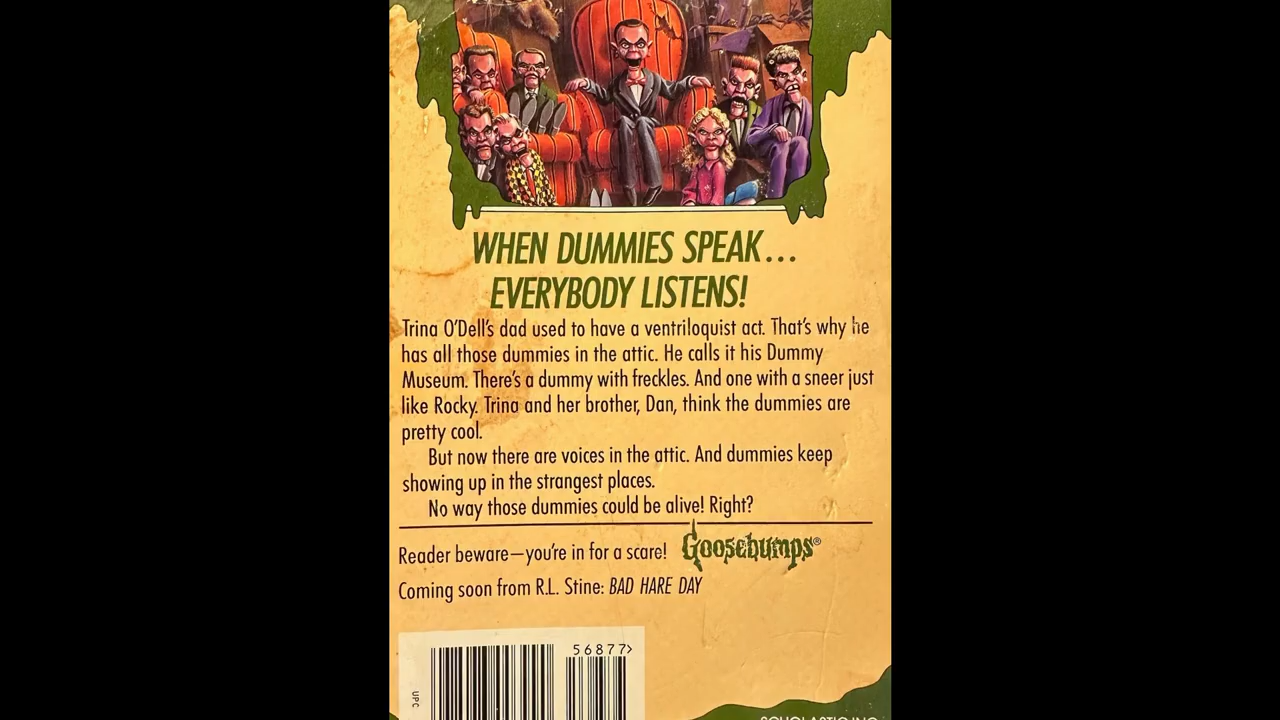 WHEN DUMMIES SPEAK...
EVERYBODY LISTENS!
Trina O'Dell's dad used to have a ventriloquist act. That's why he
has all those dummies in the attic. He calls it his Dummy
Museum. There's a dummy with freckles. And one with a sneer just
like Rocky. Trina and her brother, Dan, think the dummies are
pretty cool.
But now there are voices in the attic. And dummies keep
showing up in the strangest places.
No way those dummies could be alive! Right?
Reader beware—you're in for a scare! Goosebumps®
Coming soon from R.L. Stine: BAD HARE DAY
56877>
UPC
SCHOLASTIC INC.